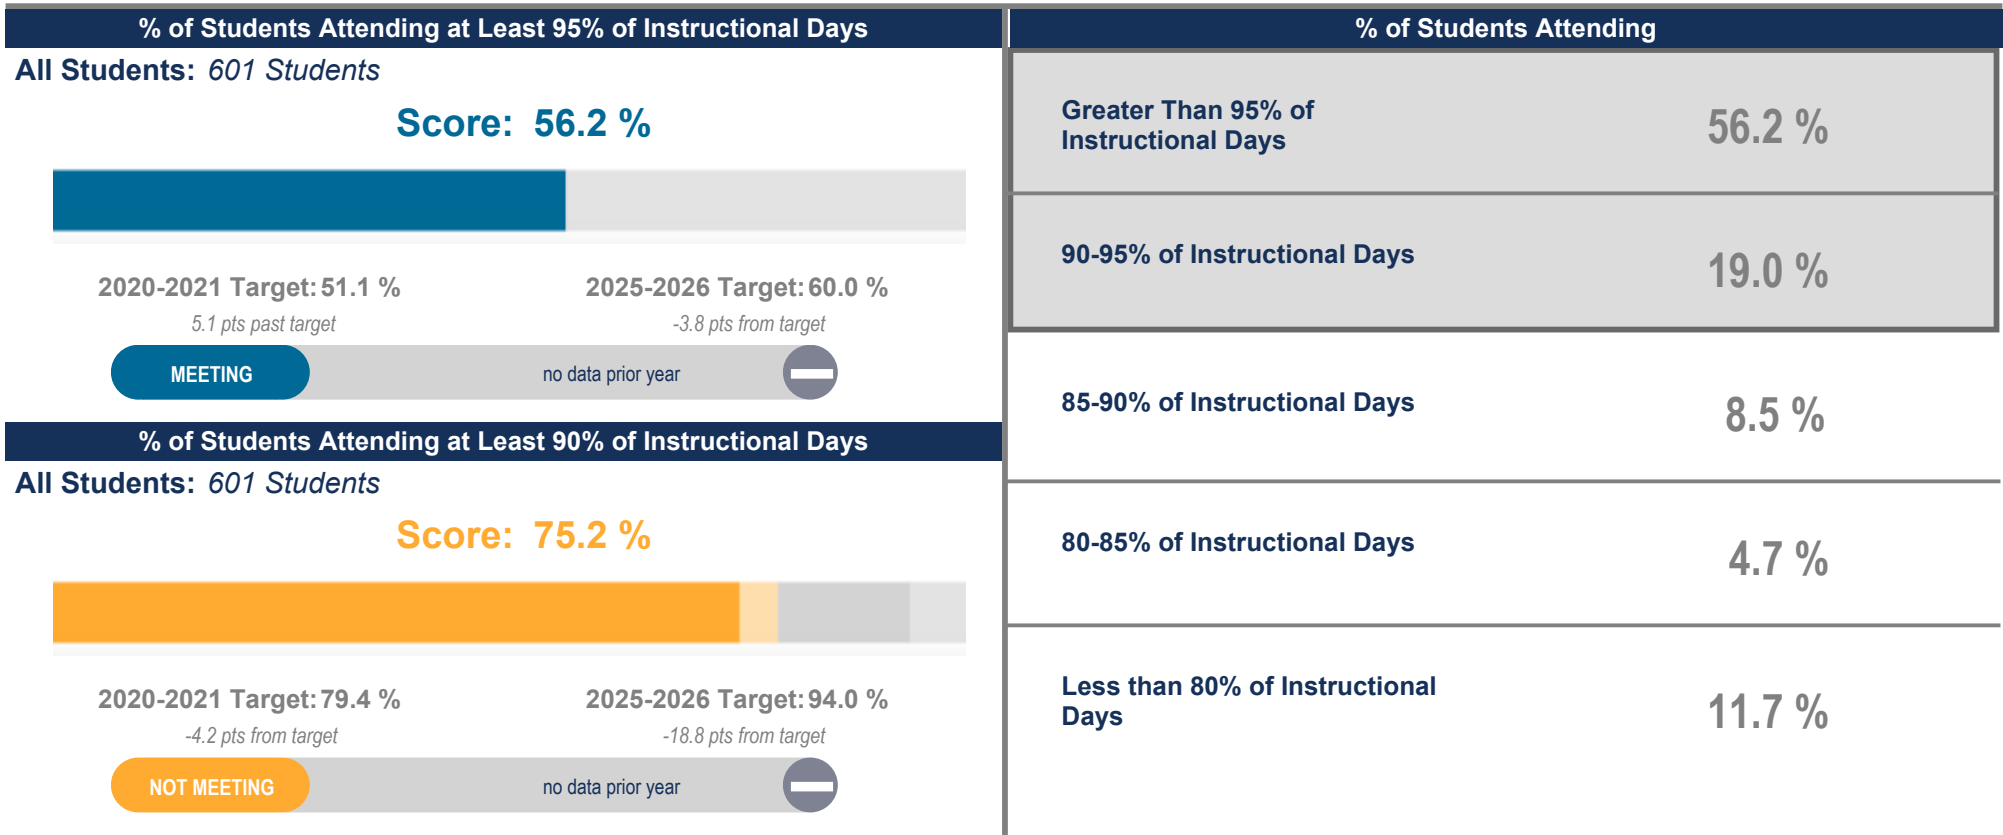 % of Students Attending at Least 95% of Instructional Days
All Students: 601 Students
Score: 56.2 %
2020-2021 Target: 51.1 %
5.1 pts past target
2025-2026 Target: 60.0 %
-3.8 pts from target
MEETING
no data prior year
% of Students Attending at Least 90% of Instructional Days
All Students: 601 Students
Score: 75.2 %
2020-2021 Target: 79.4 %
-4.2 pts from target
2025-2026 Target: 94.0 %
-18.8 pts from target
NOT MEETING
no data prior year
% of Students Attending
Greater Than 95% of
Instructional Days
56.2 %
90-95% of Instructional Days
19.0 %
85-90% of Instructional Days
8.5 %
80-85% of Instructional Days
4.7 %
Less than 80% of Instructional
Days
11.7 %